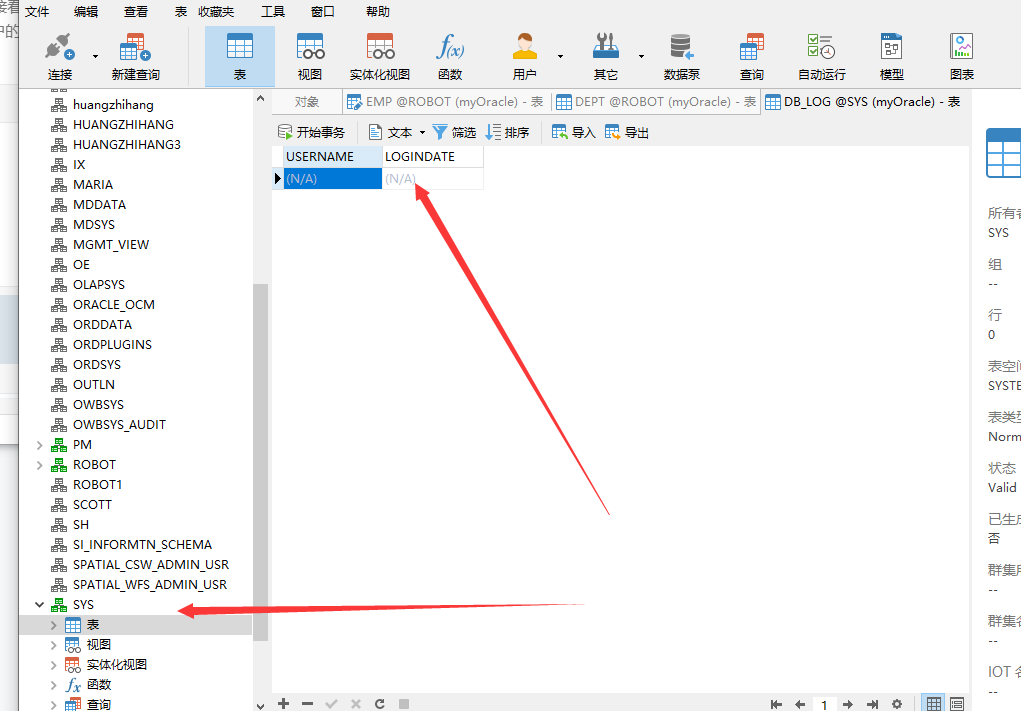 接着
中的
文件 编辑 查看 表 收藏夹 工具 窗口 帮助
连接 新建查询 表 视图 实体化视图 函数 用户 其它 数据泵 查询 自动运行 模型 图表
对象 EMP @ROBOT (myOracle) - 表 DEPT @ROBOT (myOracle) - 表 DB_LOG @SYS (myOracle) - 表
开始事务 文本 筛选 排序 导入 导出
USERNAME LOGINDATE
(N/A) (N/A)
huangzhihang
HUANGZHIHANG
HUANGZHIHANG3
IX
MARIA
MDDATA
MDSYS
MGMT_VIEW
OE
OLAPSYS
ORACLE_OCM
ORDDATA
ORDPLUGINS
ORDSYS
OUTLN
OWBSYS
OWBSYS_AUDIT
PM
ROBOT
ROBOT1
SCOTT
SH
SI_INFORMTN_SCHEMA
SPATIAL_CSW_ADMIN_USR
SPATIAL_WFS_ADMIN_USR
SYS
表
视图
实体化视图
fx 函数
查询
所有者
SYS
组
--
行
0
表空间
SYSTE
表类型
Norm
状态
Valid
已生成
否
群集
--
群集名
--
IOT 名
--
1